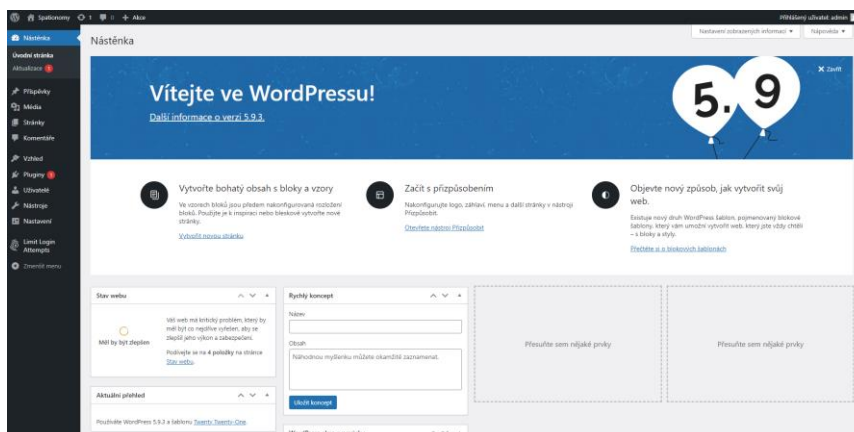 Spationomy 1 0 + Akce
Přihlášený uživatel: admin
Nástěnka
Úvodní stránka
Aktualizace 1
Příspěvky
Média
Stránky
Komentáře
Vzhled
Pluginy 1
Uživatelé
Nástroje
Nastavení
Limit Login
Attempts
Zmenšit menu
Nástěnka
Nastavení zobrazených informací
Nápověda
Vítejte ve WordPressu!
Další informace o verzi 5.9.3.
5.9
Zavřít
Vytvořte bohatý obsah s bloky a vzory
Ve vzorech bloků jsou předem nakonfigurovaná rozložení
bloků. Použijte je k inspiraci nebo bleskově vytvořte nové
stránky.
Vytvořit novou stránku
Začít s přizpůsobením
Nakonfigurujte logo, záhlaví, menu a další stránky v nástroji
Přizpůsobit.
Otevřete nástroj Přizpůsobit
Objevte nový způsob, jak vytvořit svůj
web.
Existuje nový druh WordPress šablon, pojmenovaný blokové
šablony, který vám umožní vytvořit web, který jste vždy chtěli
– s bloky a styly.
Přečtěte si o blokových šablonách
Stav webu
Měl by být zlepšen
Váš web má kritický problém, který by
měl být co nejdříve vyřešen, aby se
zlepšil jeho výkon a zabezpečení.
Podívejte se na 4 položky na stránce
Stav webu.
Aktuální přehled
Používáte WordPress 5.9.3 a šablonu Twenty Twenty-One.
Rychlý koncept
Název
Obsah
Náhodnou myšlenku můžete okamžitě zaznamenat.
Uložit koncept
Přesuňte sem nějaké prvky
Přesuňte sem nějaké prvky